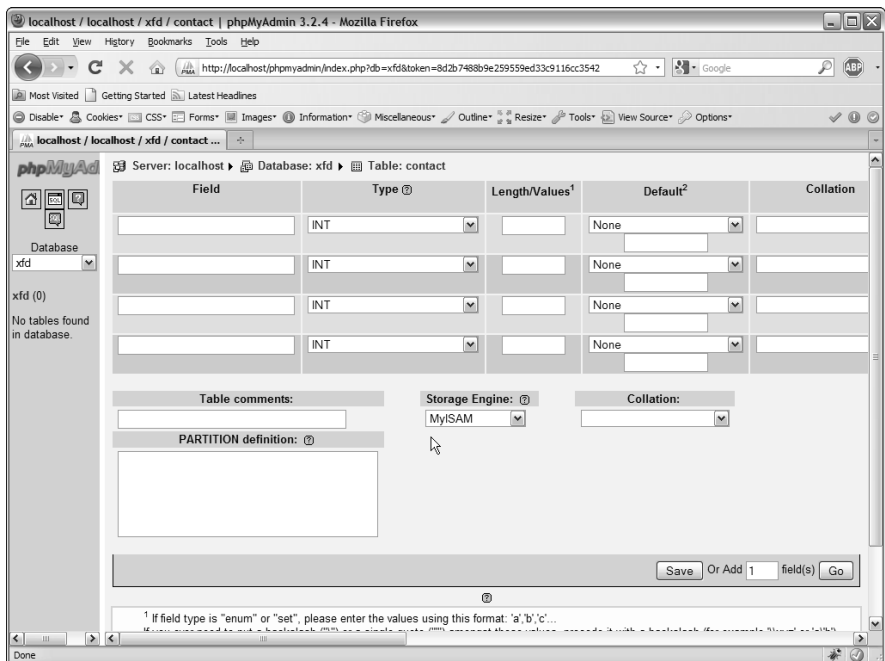 localhost / localhost / xfd / contact | phpMyAdmin 3.2.4 - Mozilla Firefox
File Edit View History Bookmarks Tools Help
http://localhost/phpmyadmin/index.php?db=xfd&token=8d2b7488b9e259559ed33c9116cc3542
Google
ABP
Most Visited Getting Started Latest Headlines
Disable Cookies CSS Forms Images Information Miscellaneous Outline Resize Tools View Source Options
PMA localhost / localhost / xfd / contact ...
phpMyAd
Server: localhost Database: xfd Table: contact
Field Type Length/Values1 Default2 Collation
SQL
Database
xfd
xfd (0)
No tables found
in database.
INT None
INT None
INT None
INT None
Table comments: Storage Engine: Collation:
MyISAM
PARTITION definition:
Save Or Add 1 field(s) Go
1 If field type is "enum" or "set", please enter the values using this format: 'a','b','c'...
Done